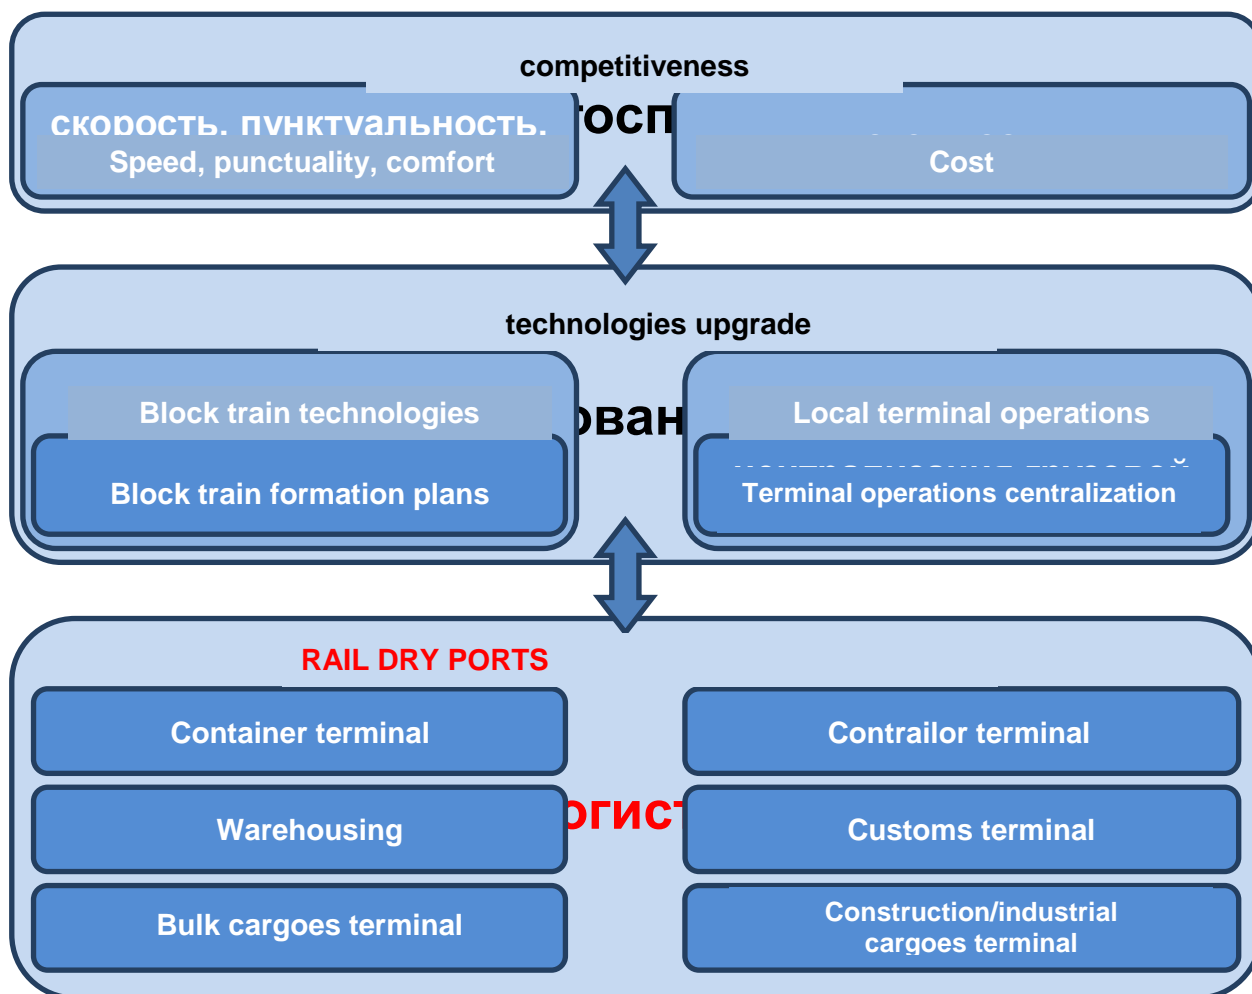 competitiveness
скорость, пунктуальность,
Speed, punctuality, comfort
Cost
technologies upgrade
Block train technologies
Local terminal operations
Block train formation plans
Terminal operations centralization
RAIL DRY PORTS
Container terminal
Contrailor terminal
Warehousing
Customs terminal
Bulk cargoes terminal
Construction/industrial
cargoes terminal